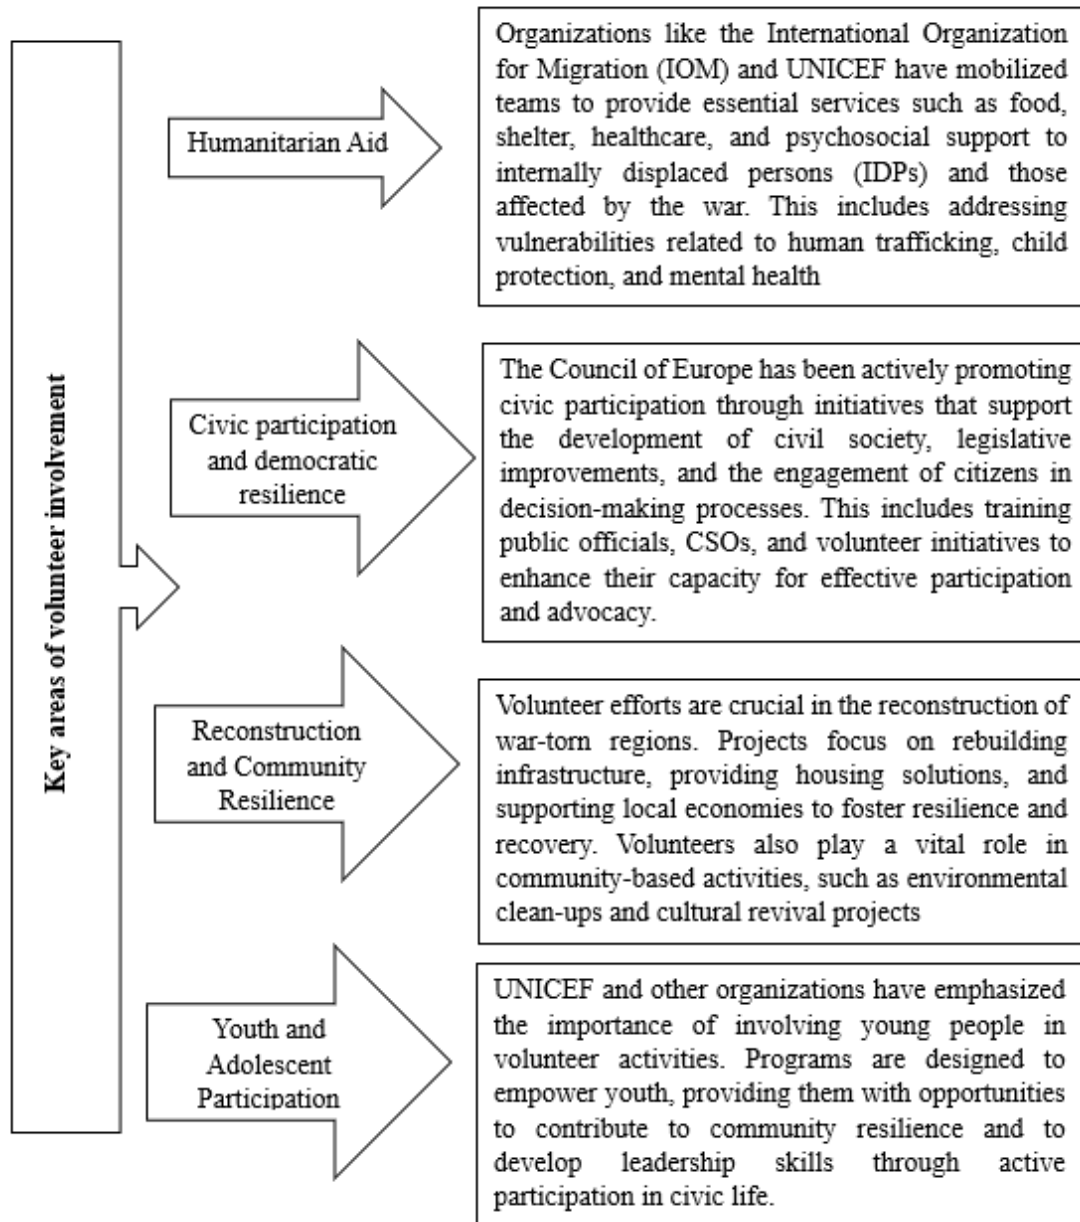 Key areas of volunteer involvement
Humanitarian Aid
Organizations like the International Organization
for Migration (IOM) and UNICEF have mobilized
teams to provide essential services such as food,
shelter, healthcare, and psychosocial support to
internally displaced persons (IDPs) and those
affected by the war. This includes addressing
vulnerabilities related to human trafficking, child
protection, and mental health
Civic participation
and democratic
resilience
The Council of Europe has been actively promoting
civic participation through initiatives that support
the development of civil society, legislative
improvements, and the engagement of citizens in
decision-making processes. This includes training
public officials, CSOs, and volunteer initiatives to
enhance their capacity for effective participation
and advocacy.
Reconstruction
and Community
Resilience
Volunteer efforts are crucial in the reconstruction of
war-torn regions. Projects focus on rebuilding
infrastructure, providing housing solutions, and
supporting local economies to foster resilience and
recovery. Volunteers also play a vital role in
community-based activities, such as environmental
clean-ups and cultural revival projects
Youth and
Adolescent
Participation
UNICEF and other organizations have emphasized
the importance of involving young people in
volunteer activities. Programs are designed to
empower youth, providing them with opportunities
to contribute to community resilience and to
develop leadership skills through active
participation in civic life.